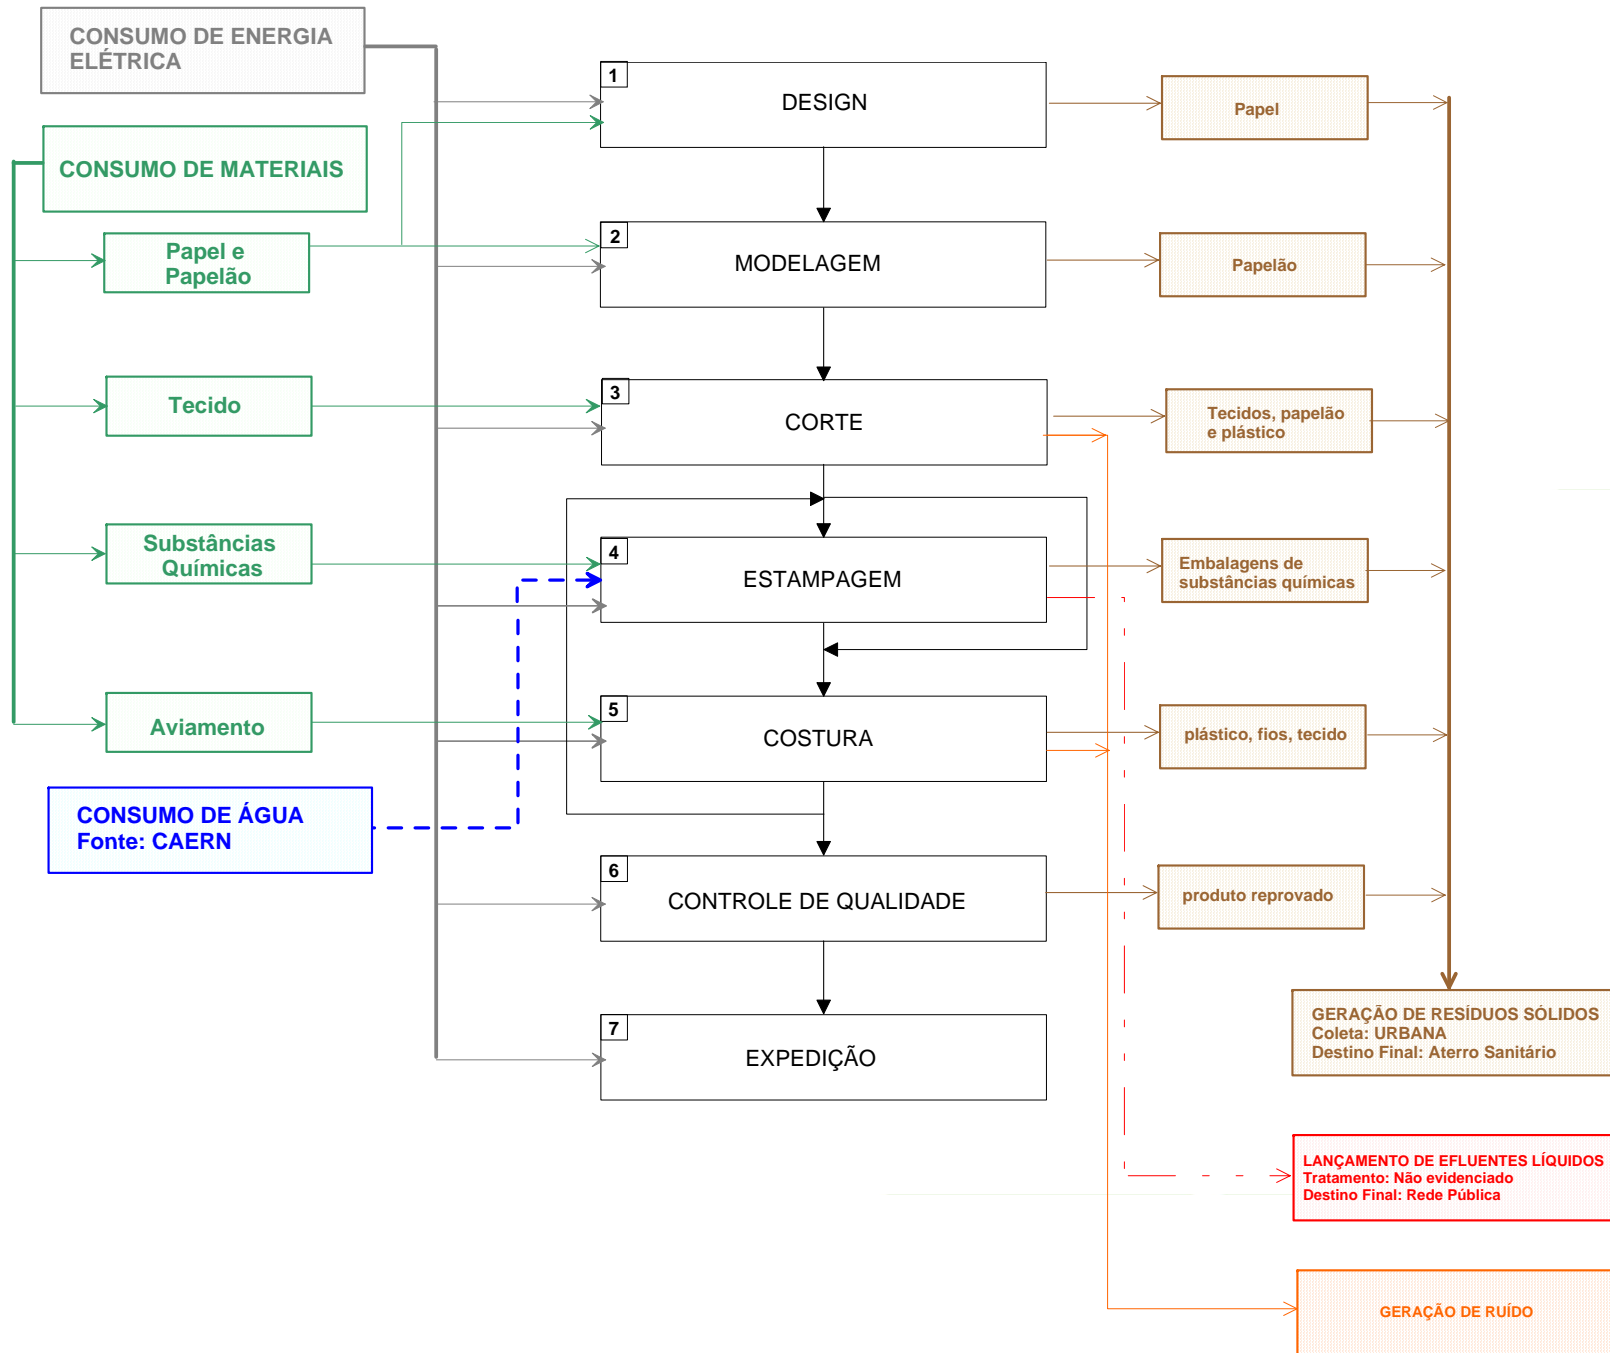 CONSUMO DE ENERGIA
ELÉTRICA
1
DESIGN
Papel
CONSUMO DE MATERIAIS
Papel e
Papelão
2
MODELAGEM
Papelão
Tecido
3
CORTE
Tecidos, papelão
e plástico
Substâncias
Químicas
4
ESTAMPAGEM
Embalagens de
substâncias químicas
Aviamento
5
COSTURA
plástico, fios, tecido
CONSUMO DE ÁGUA
Fonte: CAERN
6
CONTROLE DE QUALIDADE
produto reprovado
7
EXPEDIÇÃO
GERAÇÃO DE RESÍDUOS SÓLIDOS
Coleta: URBANA
Destino Final: Aterro Sanitário
LANÇAMENTO DE EFLUENTES LÍQUIDOS
Tratamento: Não evidenciado
Destino Final: Rede Pública
GERAÇÃO DE RUÍDO